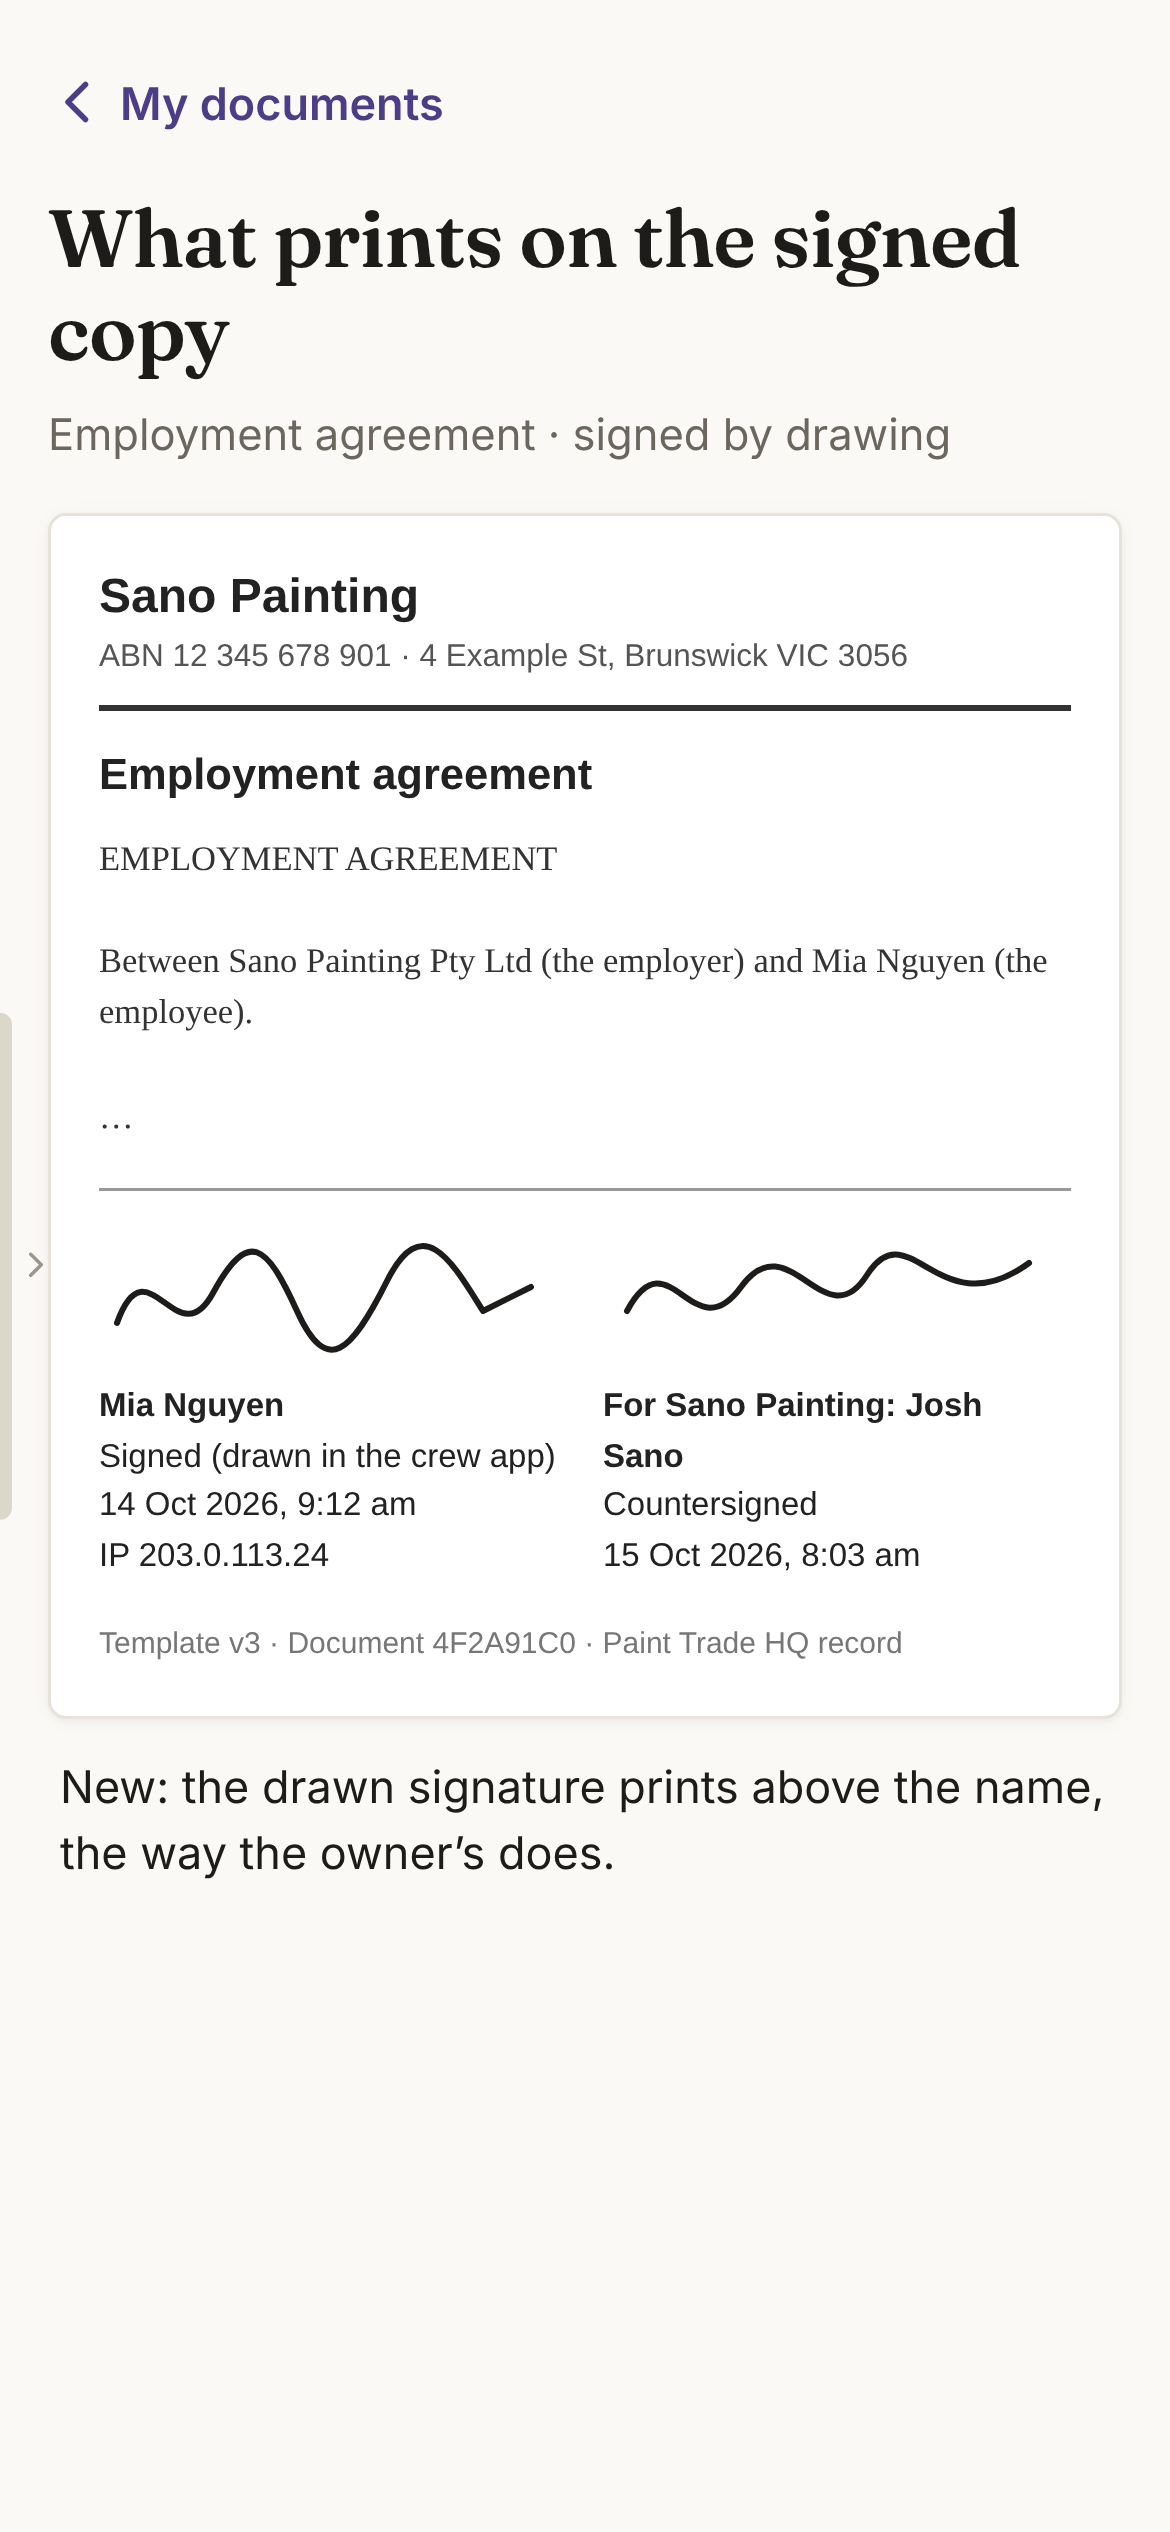 My documents
What prints on the signed
copy
Employment agreement · signed by drawing
Sano Painting
ABN 12 345 678 901 · 4 Example St, Brunswick VIC 3056
Employment agreement
EMPLOYMENT AGREEMENT
Between Sano Painting Pty Ltd (the employer) and Mia Nguyen (the
employee).
…
Mia Nguyen
Signed (drawn in the crew app)
14 Oct 2026, 9:12 am
IP 203.0.113.24
For Sano Painting: Josh
Sano
Countersigned
15 Oct 2026, 8:03 am
Template v3 · Document 4F2A91C0 · Paint Trade HQ record
New: the drawn signature prints above the name,
the way the owner’s does.